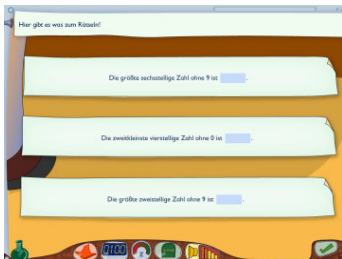 Hier gibt es was zum Rätseln!
Die größte sechsstellige Zahl ohne 9 ist .
Die zweitkleinste vierstellige Zahl ohne 0 ist .
Die größte zweistellige Zahl ohne 9 ist .